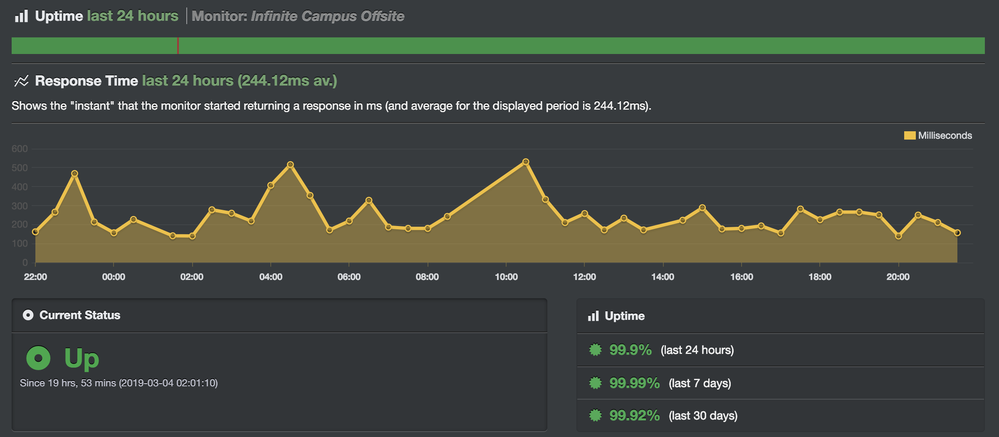 Uptime last 24 hours Monitor: Infinite Campus Offsite
Response Time last 24 hours (244.12ms av.)
Shows the "instant" that the monitor started returning a response in ms (and average for the displayed period is 244.12ms).
Milliseconds
600
500
400
300
200
100
0
22:00 00:00 02:00 04:00 06:00 08:00 10:00 12:00 14:00 16:00 18:00 20:00
Current Status
Up
Since 19 hrs, 53 mins (2019-03-04 02:01:10)
Uptime
99.9% (last 24 hours)
99.99% (last 7 days)
99.92% (last 30 days)